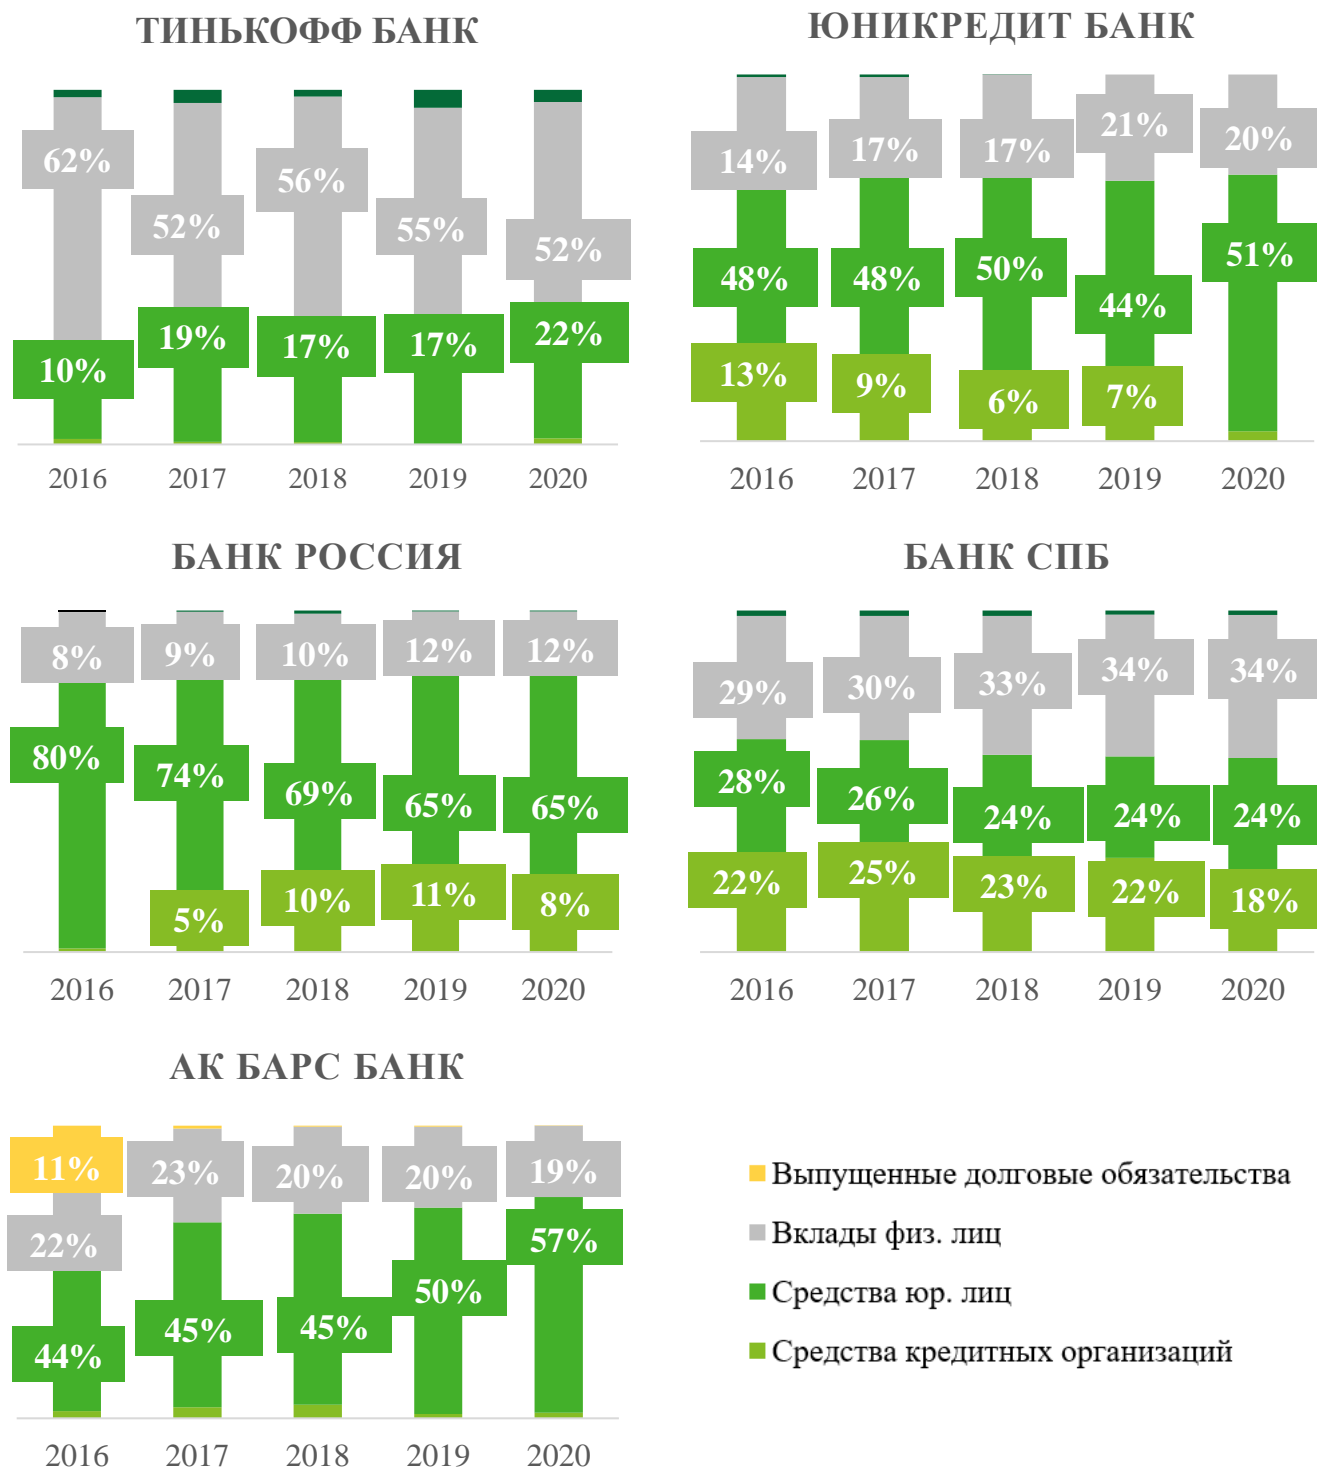 ТИНЬКОФФ БАНК
62% 52% 56% 55% 52%
10% 19% 17% 17% 22%
2016 2017 2018 2019 2020
ЮНИКРЕДИТ БАНК
14% 17% 17% 21% 20%
48% 48% 50% 44% 51%
13% 9% 6% 7%
2016 2017 2018 2019 2020
БАНК РОССИЯ
8% 9% 10% 12% 12%
80% 74% 69% 65% 65%
5% 10% 11% 8%
2016 2017 2018 2019 2020
БАНК СПБ
29% 30% 33% 34% 34%
28% 26% 24% 24% 24%
22% 25% 23% 22% 18%
2016 2017 2018 2019 2020
АК БАРС БАНК
11%
22% 23% 20% 20% 19%
44% 45% 45% 50% 57%
2016 2017 2018 2019 2020
Выпущенные долговые обязательства
Вклады физ. лиц
Средства юр. лиц
Средства кредитных организаций